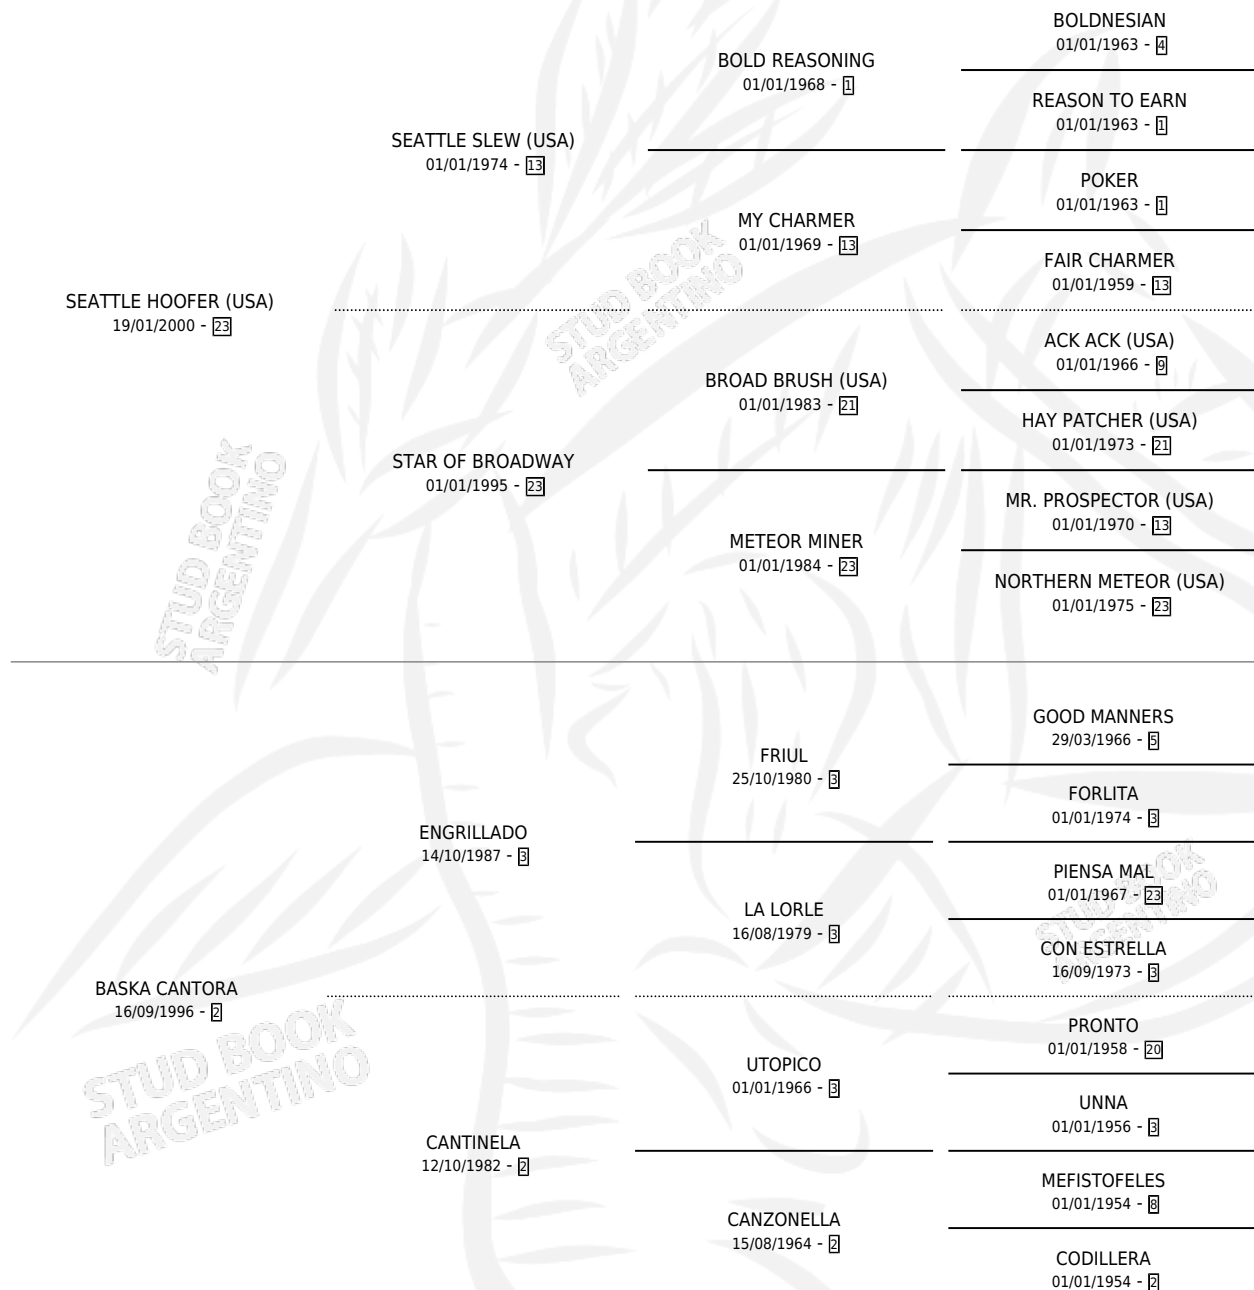 BOLDNESIAN
01/01/1963 - 4
BOLD REASONING
01/01/1968 - 1
REASON TO EARN
01/01/1963 - 1
SEATTLE SLEW (USA)
01/01/1974 - 13
POKER
01/01/1963 - 1
MY CHARMER
01/01/1969 - 13
FAIR CHARMER
01/01/1959 - 13
SEATTLE HOOFER (USA)
19/01/2000 - 23
STUD BOOK
ARGENTINO
ACK ACK (USA)
01/01/1966 - 9
BROAD BRUSH (USA)
01/01/1983 - 21
HAY PATCHER (USA)
01/01/1973 - 21
STAR OF BROADWAY
01/01/1995 - 23
MR. PROSPECTOR (USA)
01/01/1970 - 13
METEOR MINER
01/01/1984 - 23
NORTHERN METEOR (USA)
01/01/1975 - 23
STUD BOOK
ARGENTINO
GOOD MANNERS
29/03/1966 - 5
FRIUL
25/10/1980 - 3
FORLITA
01/01/1974 - 3
ENGRILLADO
14/10/1987 - 3
PIENSA MAL
01/01/1967 - 23
LA LORLE
16/08/1979 - 3
CON ESTRELLA
16/09/1973 - 3
STUD BOOK
ARGENTINO
BASKA CANTORA
16/09/1996 - 2
STUD BOOK
ARGENTINO
PRONTO
01/01/1958 - 20
UTOPICO
01/01/1966 - 3
UNNA
01/01/1956 - 3
CANTINELA
12/10/1982 - 2
MEFISTOFELES
01/01/1954 - 8
CANZONELLA
15/08/1964 - 2
CODILLERA
01/01/1954 - 2